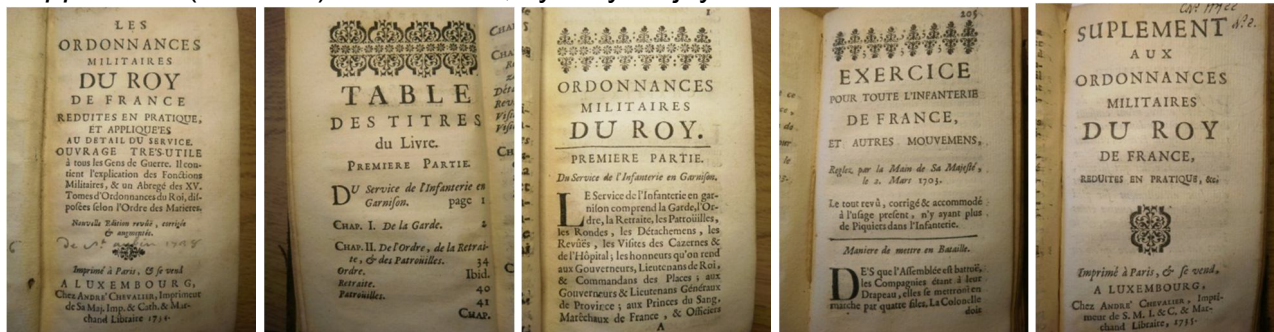 LES
ORDONNANCES
MILITAIRES
DU ROY
DE FRANCE
REDUITES EN PRATIQUE,
ET APPLIQUE'ES
AU DETAIL DU SERVICE.
OUVRAGE TRE'S-UTILE
à tous les Gens de Guerre. Il con-
tient l'explication des Fonctions
Militaires, & un Abregé des XV.
Tomes d'Ordonnances du Roi, dis-
posées selon l'Ordre des Matieres.
Nouvelle Edition revûë, corrigée
& augmentée.
Imprimé à Paris, & se vend
A LUXEMBOURG,
Chez ANDRE' CHEVALIER, Imprimeur
de Sa Maj. Imp. & Cath. & Mar-
chand Libraire
TABLE
DES TITRES
du Livre.
PREMIERE PARTIE.
DU Service de l'Infanterie en
Garnison. page 1
CHAP. I. De la Garde. 2
CHAP. II. De l'Ordre, de la Retrai-
te, & des Patrouilles. 34
Ordre. Ibid.
Retraite. 40
Patrouilles. 41
CHAP.
1
ORDONNANCES
MILITAIRES
DU ROY.
PREMIERE PARTIE.
Du Service de l'Infanterie en Garnison.
LE Service de l'Infanterie en gar-
nison comprend la Garde, l'Or-
dre, la Retraite, les Patroüilles,
les Rondes, les Détachemens, les
Revûës, les Visites des Cazernes &
de l'Hôpital; les honneurs qu'on rend
aux Gouverneurs, Lieutenans de Roi,
& Commandans des Places; aux
Gouverneurs & Lieutenans Généraux
de Province; aux Princes du Sang,
Maréchaux de France, & Officiers
A
205
EXERCICE
POUR TOUTE L'INFANTERIE
DE FRANCE,
ET AUTRES MOUVEMENS,
Reglez par la Main de Sa Majesté,
le 2. Mars 1703.
Le tout revû, corrigé & accommodé
à l'usage present, n'y ayant plus
de Piquiers dans l'Infanterie.
Maniere de mettre en Bataille.
DE'S que l'Assemblée est battuë,
les Compagnies étant à leur
Drapeau, elles se mettront en
marche par quatre files. La Colonelle
dois
SUPLEMENT
AUX
ORDONNANCES
MILITAIRES
DU ROY
DE FRANCE,
REDUITES EN PRATIQUE, &c.
Imprimé à Paris, & se vend,
A LUXEMBOURG,
Chez ANDRE' CHEVALIER, Impri-
meur de S. M. I. & C. & Mar-
chand Libraire, 1735.